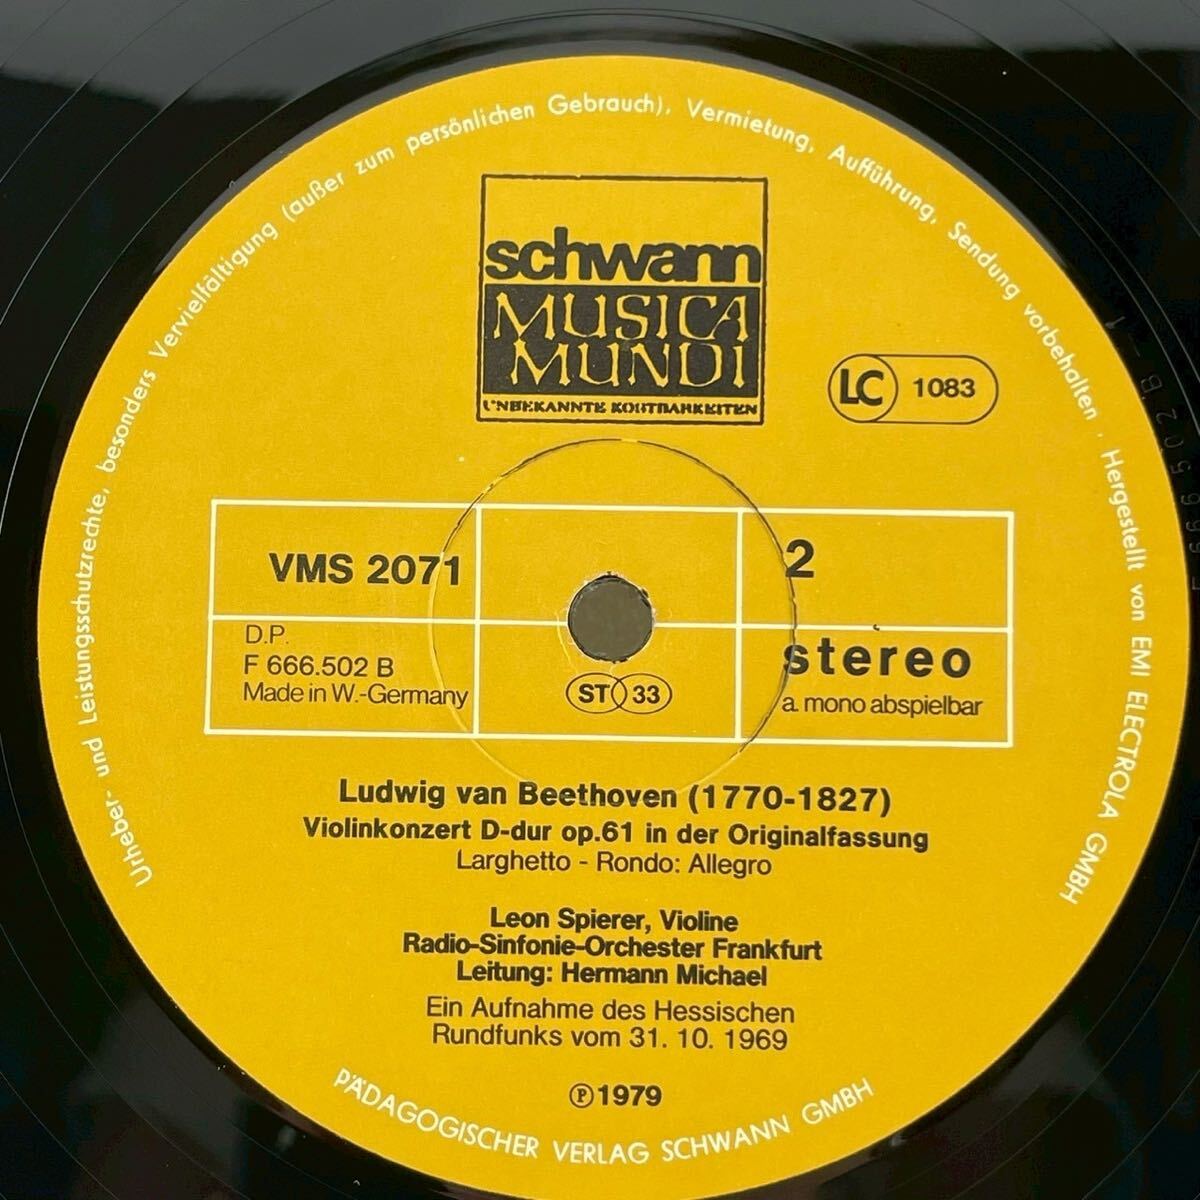 Urheber- und Leistungsschutzrechte, besonders Vervielfältigung (außer zum persönlichen Gebrauch), Vermietung, Aufführung, Sendung vorbehalten. Hergestellt von EMI ELECTROLA GMBH
schwann
MUSICA
MUNDI
UNBEKANNTE KOSTBARKEITEN
LC 1083
VMS 2071
2
D.P.
F 666.502 B
Made in W.-Germany
ST 33
stereo
a. mono abspielbar
Ludwig van Beethoven (1770-1827)
Violinkonzert D-dur op.61 in der Originalfassung
Larghetto - Rondo: Allegro
Leon Spierer, Violine
Radio-Sinfonie-Orchester Frankfurt
Leitung: Hermann Michael
Ein Aufnahme des Hessischen
Rundfunks vom 31. 10. 1969
℗1979
PÄDAGOGISCHER VERLAG SCHWANN GMBH